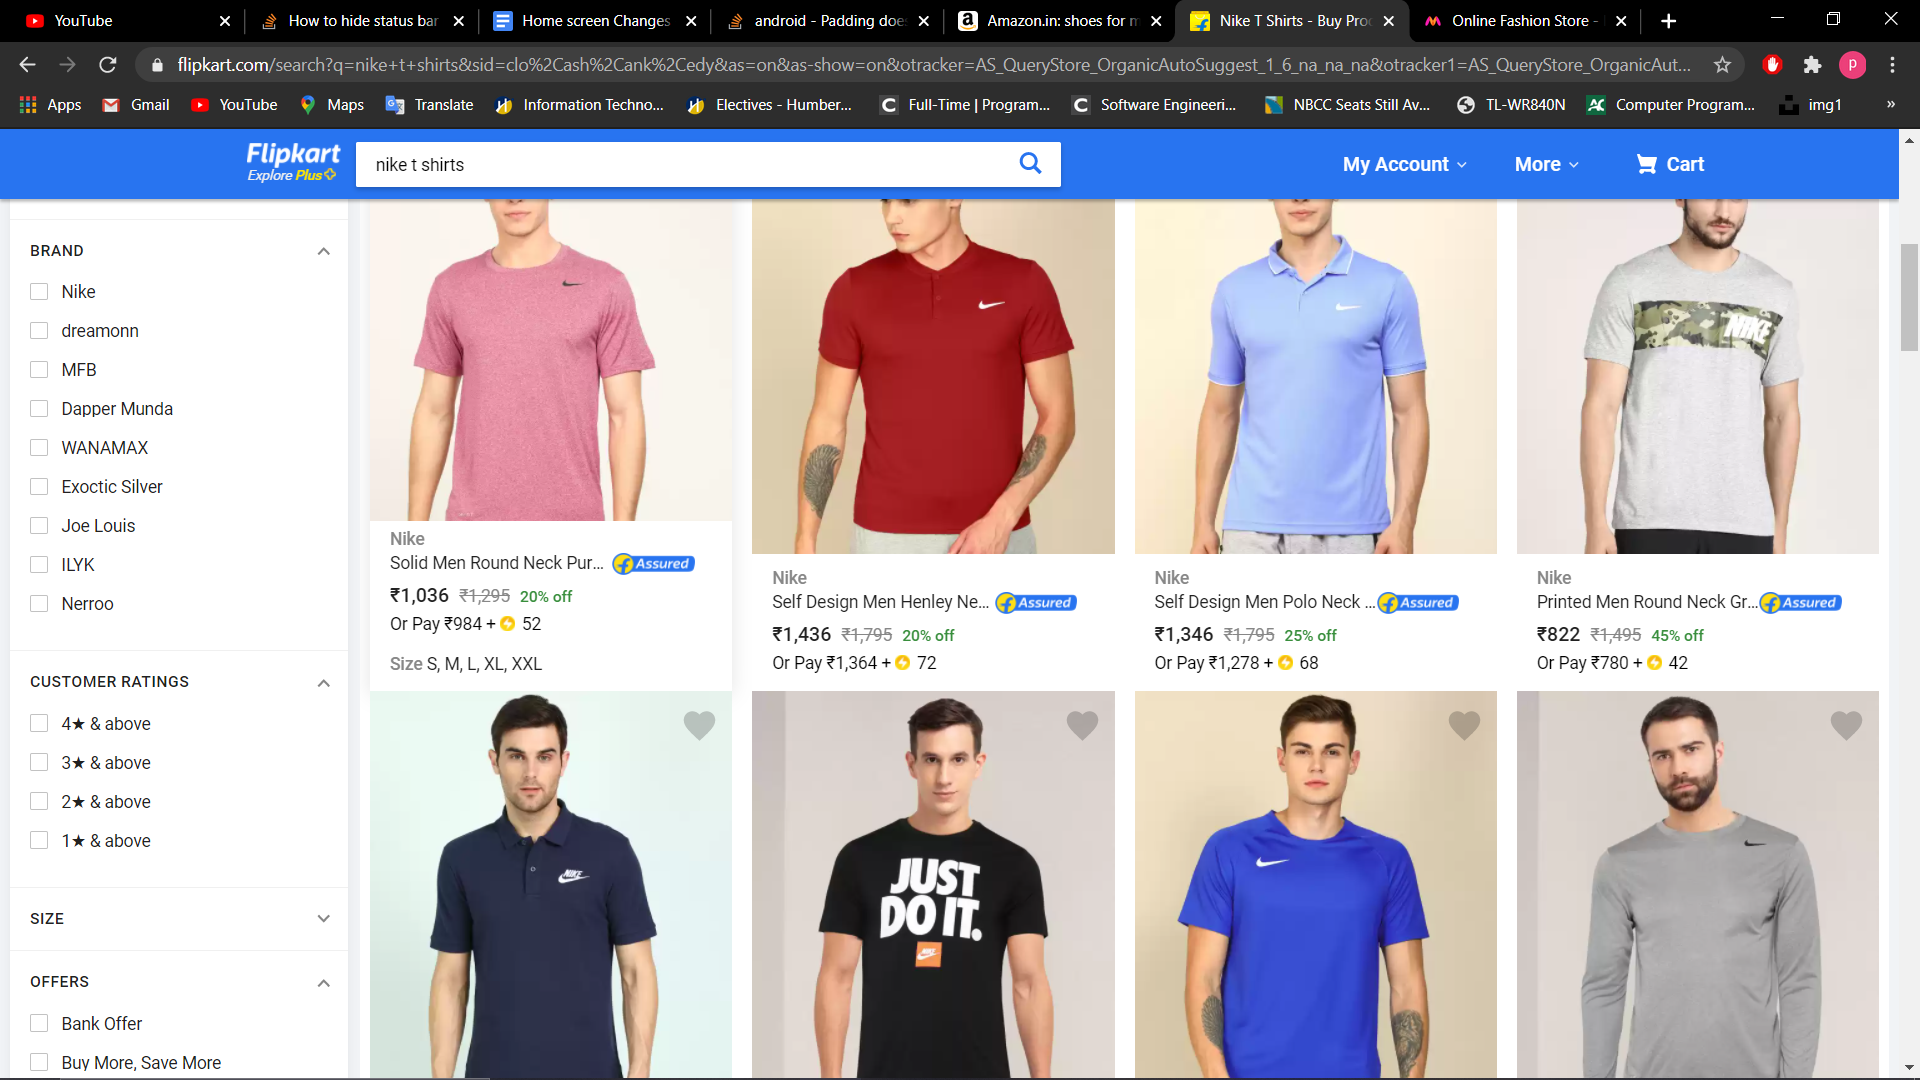 YouTube
How to hide status bar
Home screen Changes
android - Padding doe
Amazon.in: shoes for m
Nike T Shirts - Buy Pro
Online Fashion Store -
flipkart.com/search?q=nike+t+shirts&sid=clo%2Cash%2Cank%2Cedy&as=on&as-show=on&otracker=AS_QueryStore_OrganicAutoSuggest_1_6_na_na_na&otracker1=AS_QueryStore_OrganicAut...
P
Apps
Gmail
YouTube
Maps
Translate
Information Techno...
Electives - Humber...
Full-Time | Program...
Software Engineeri...
NBCC Seats Still Av...
TL-WR840N
Computer Program...
img1
»
Flipkart
Explore Plus
nike t shirts
My Account
More
Cart
BRAND
Nike
dreamonn
MFB
Dapper Munda
WANAMAX
Exoctic Silver
Joe Louis
ILYK
Nerroo
CUSTOMER RATINGS
4★ & above
3★ & above
2★ & above
1★ & above
SIZE
OFFERS
Bank Offer
Buy More, Save More
Nike
Solid Men Round Neck Pur... Assured
₹1,036 ₹1,295 20% off
Or Pay ₹984 + 52
Size S, M, L, XL, XXL
Nike
Self Design Men Henley Ne... Assured
₹1,436 ₹1,795 20% off
Or Pay ₹1,364 + 72
Nike
Self Design Men Polo Neck ... Assured
₹1,346 ₹1,795 25% off
Or Pay ₹1,278 + 68
NIKE
Nike
Printed Men Round Neck Gr... Assured
₹822 ₹1,495 45% off
Or Pay ₹780 + 42
NIKE
JUST
DO IT.